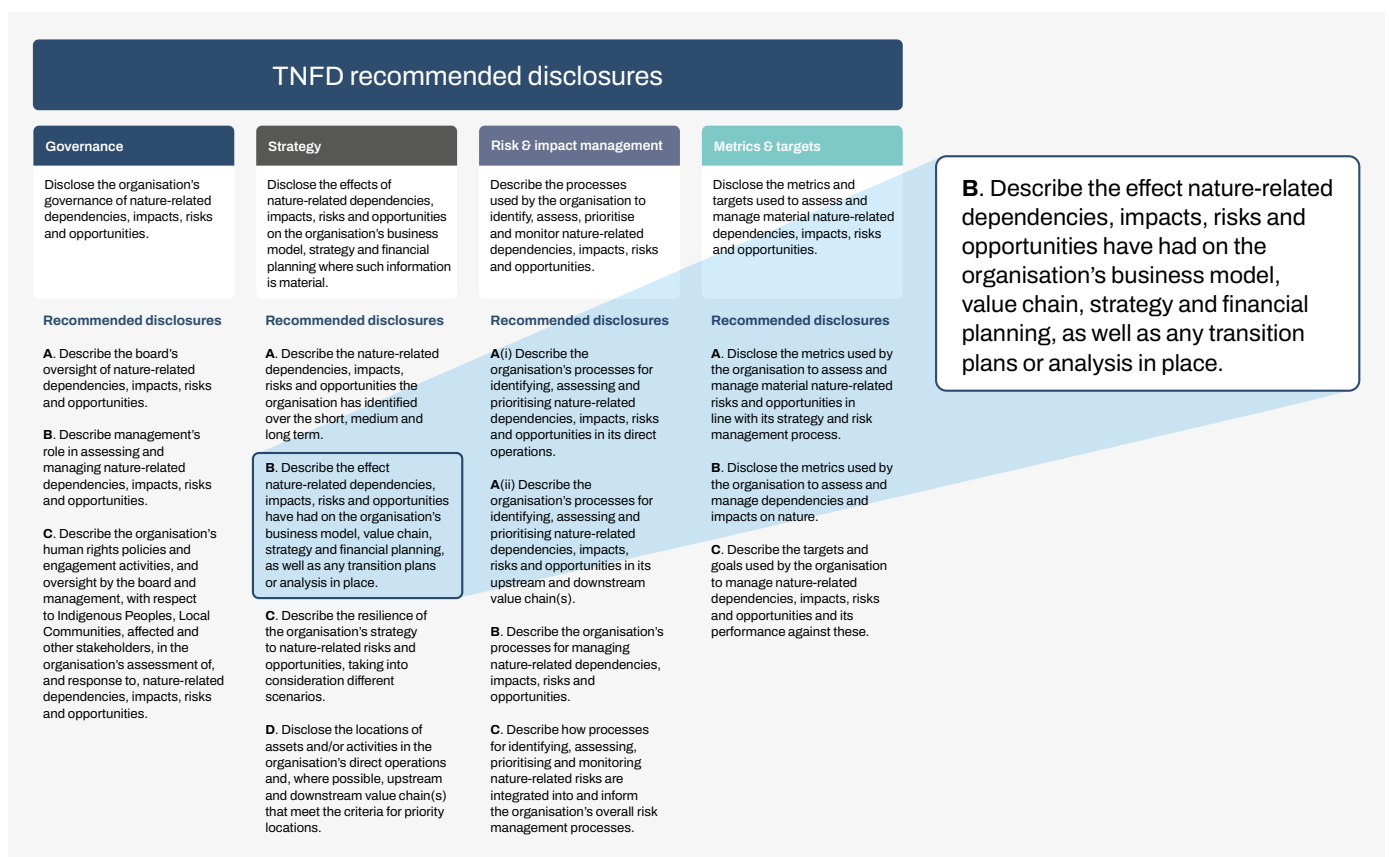 TNFD recommended disclosures
Governance
Disclose the organisation's
governance of nature-related
dependencies, impacts, risks
and opportunities.
Recommended disclosures
A. Describe the board's
oversight of nature-related
dependencies, impacts, risks
and opportunities.
B. Describe management's
role in assessing and
managing nature-related
dependencies, impacts, risks
and opportunities.
C. Describe the organisation's
human rights policies and
engagement activities, and
oversight by the board and
management, with respect
to Indigenous Peoples, Local
Communities, affected and
other stakeholders, in the
organisation's assessment of,
and response to, nature-related
dependencies, impacts, risks
and opportunities.
Strategy
Disclose the effects of
nature-related dependencies,
impacts, risks and opportunities
on the organisation's business
model, strategy and financial
planning where such information
is material.
Recommended disclosures
A. Describe the nature-related
dependencies, impacts,
risks and opportunities the
organisation has identified
over the short, medium and
long term.
B. Describe the effect
nature-related dependencies,
impacts, risks and opportunities
have had on the organisation's
business model, value chain,
strategy and financial planning,
as well as any transition plans
or analysis in place.
C. Describe the resilience of
the organisation's strategy
to nature-related risks and
opportunities, taking into
consideration different
scenarios.
D. Disclose the locations of
assets and/or activities in the
organisation's direct operations
and, where possible, upstream
and downstream value chain(s)
that meet the criteria for priority
locations.
Risk & impact management
Describe the processes
used by the organisation to
identify, assess, prioritise
and monitor nature-related
dependencies, impacts, risks
and opportunities.
Recommended disclosures
A(i) Describe the
organisation's processes for
identifying, assessing and
prioritising nature-related
dependencies, impacts, risks
and opportunities in its direct
operations.
A(ii) Describe the
organisation's processes for
identifying, assessing and
prioritising nature-related
dependencies, impacts,
risks and opportunities in its
upstream and downstream
value chain(s).
B. Describe the organisation's
processes for managing
nature-related dependencies,
impacts, risks and
opportunities.
C. Describe how processes
for identifying, assessing,
prioritising and monitoring
nature-related risks are
integrated into and inform
the organisation's overall risk
management processes.
Metrics & targets
Disclose the metrics and
targets used to assess and
manage material nature-related
dependencies, impacts, risks
and opportunities.
Recommended disclosures
A. Disclose the metrics used by
the organisation to assess and
manage material nature-related
risks and opportunities in
line with its strategy and risk
management process.
B. Disclose the metrics used by
the organisation to assess and
manage dependencies and
impacts on nature.
C. Describe the targets and
goals used by the organisation
to manage nature-related
dependencies, impacts, risks
and opportunities and its
performance against these.
B. Describe the effect nature-related
dependencies, impacts, risks and
opportunities have had on the
organisation's business model,
value chain, strategy and financial
planning, as well as any transition
plans or analysis in place.